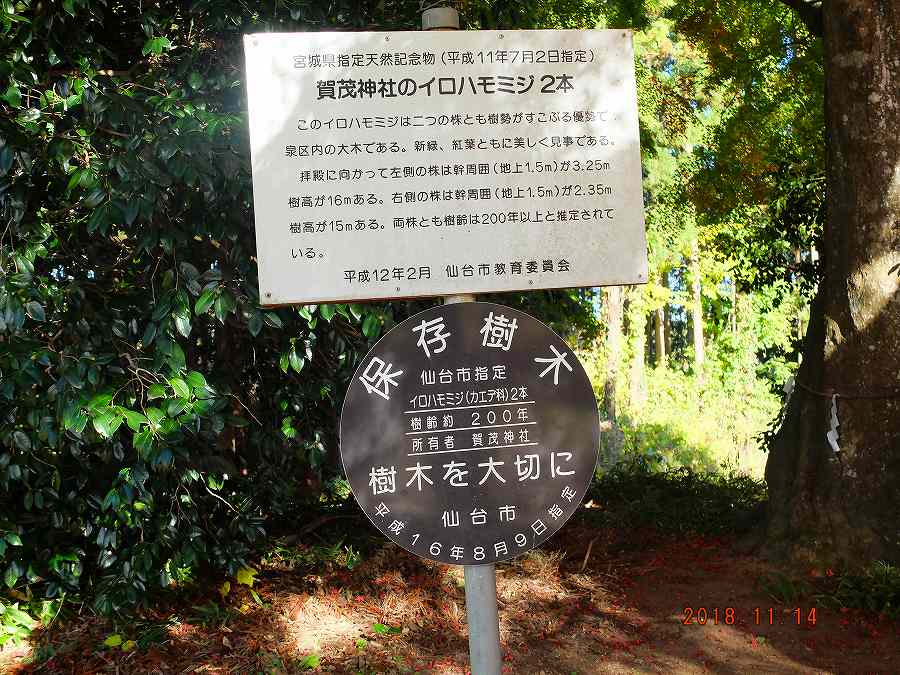 宮城県指定天然記念物(平成11年7月2日指定)
賀茂神社のイロハモミジ 2本
このイロハモミジは二つの株とも樹勢がすこぶる優勢で、
泉区内の大木である。新緑、紅葉ともに美しく見事である。
拝殿に向かって左側の株は幹周囲(地上1.5m)が3.25m
樹高が16mある。右側の株は幹周囲(地上1.5m)が2.35m
樹高が15mある。両株とも樹齢は200年以上と推定されて
いる。
平成12年2月 仙台市教育委員会
保存樹木
仙台市指定
イロハモミジ(カエデ科)2本
樹齢約 200年
所有者 賀茂神社
樹木を大切に
仙台市
平成16年8月9日指定
2018.11.14